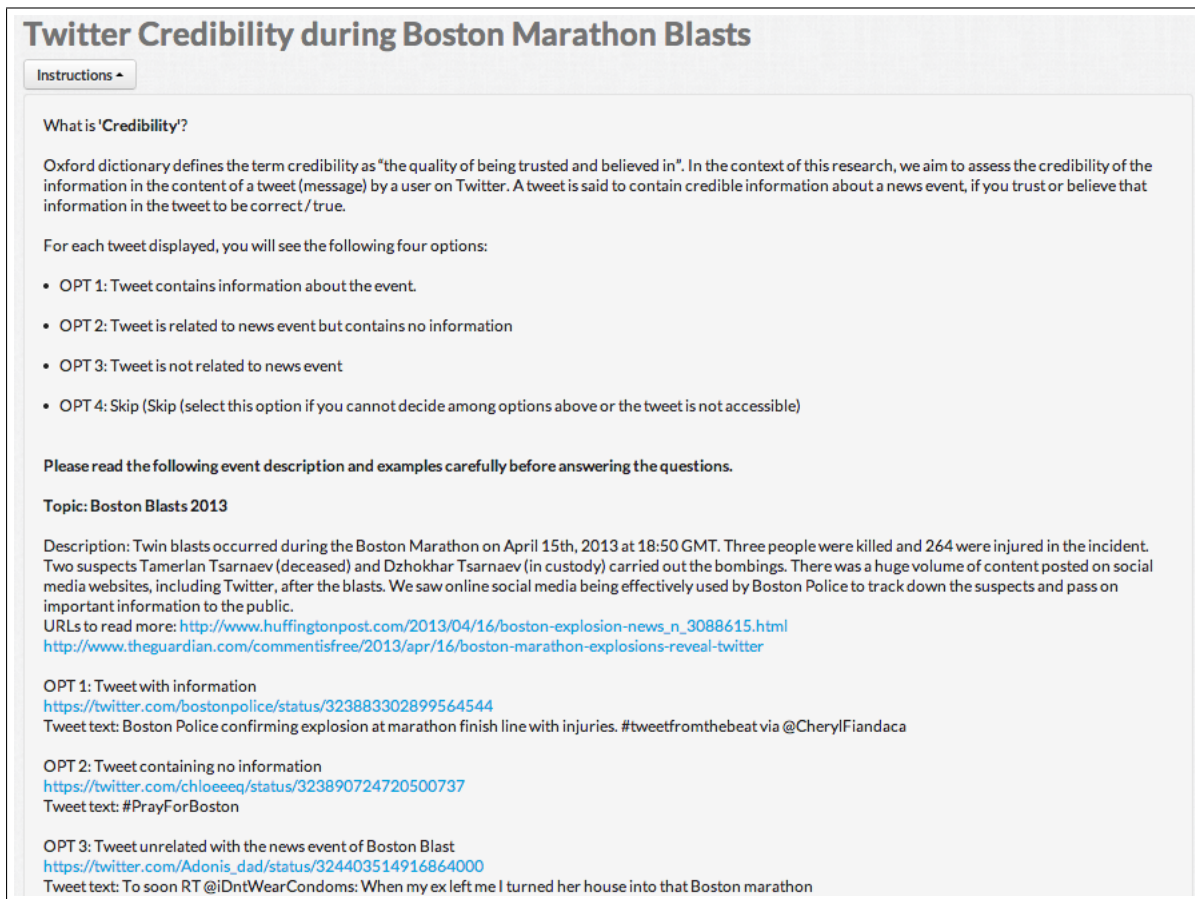 Twitter Credibility during Boston Marathon Blasts
Instructions
What is 'Credibility'?
Oxford dictionary defines the term credibility as “the quality of being trusted and believed in”. In the context of this research, we aim to assess the credibility of the
information in the content of a tweet (message) by a user on Twitter. A tweet is said to contain credible information about a news event, if you trust or believe that
information in the tweet to be correct / true.
For each tweet displayed, you will see the following four options:
• OPT 1: Tweet contains information about the event.
• OPT 2: Tweet is related to news event but contains no information
• OPT 3: Tweet is not related to news event
• OPT 4: Skip (Skip (select this option if you cannot decide among options above or the tweet is not accessible)
Please read the following event description and examples carefully before answering the questions.
Topic: Boston Blasts 2013
Description: Twin blasts occurred during the Boston Marathon on April 15th, 2013 at 18:50 GMT. Three people were killed and 264 were injured in the incident.
Two suspects Tamerlan Tsarnaev (deceased) and Dzhokhar Tsarnaev (in custody) carried out the bombings. There was a huge volume of content posted on social
media websites, including Twitter, after the blasts. We saw online social media being effectively used by Boston Police to track down the suspects and pass on
important information to the public.
URLs to read more: http://www.huffingtonpost.com/2013/04/16/boston-explosion-news_n_3088615.html
http://www.theguardian.com/commentisfree/2013/apr/16/boston-marathon-explosions-reveal-twitter
OPT 1: Tweet with information
https://twitter.com/bostonpolice/status/323883302899564544
Tweet text: Boston Police confirming explosion at marathon finish line with injuries. #tweetfromthebeat via @CherylFiandaca
OPT 2: Tweet containing no information
https://twitter.com/chloeeeq/status/323890724720500737
Tweet text: #PrayForBoston
OPT 3: Tweet unrelated with the news event of Boston Blast
https://twitter.com/Adonis_dad/status/324403514916864000
Tweet text: To soon RT @iDntWearCondoms: When my ex left me I turned her house into that Boston marathon